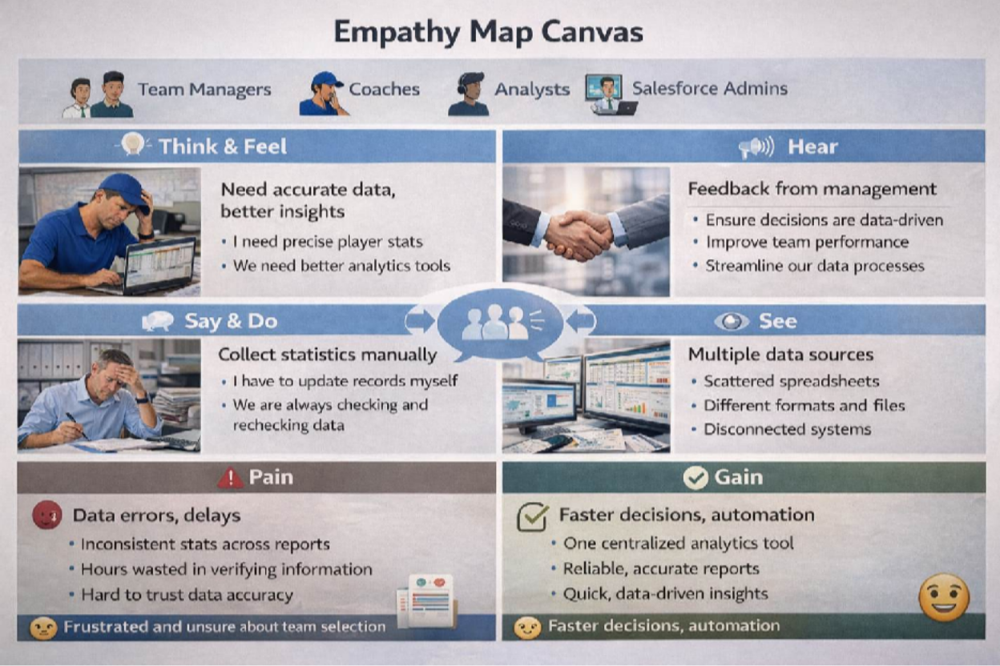 Empathy Map Canvas
Team Managers
Coaches
Analysts
Salesforce Admins
Think & Feel
Need accurate data,
better insights
• I need precise player stats
• We need better analytics tools
Hear
Feedback from management
• Ensure decisions are data-driven
• Improve team performance
• Streamline our data processes
Say & Do
Collect statistics manually
• I have to update records myself
• We are always checking and
rechecking data
See
Multiple data sources
• Scattered spreadsheets
• Different formats and files
• Disconnected systems
Pain
Data errors, delays
• Inconsistent stats across reports
• Hours wasted in verifying information
• Hard to trust data accuracy
Frustrated and unsure about team selection
Gain
Faster decisions, automation
• One centralized analytics tool
• Reliable, accurate reports
• Quick, data-driven insights
Faster decisions, automation